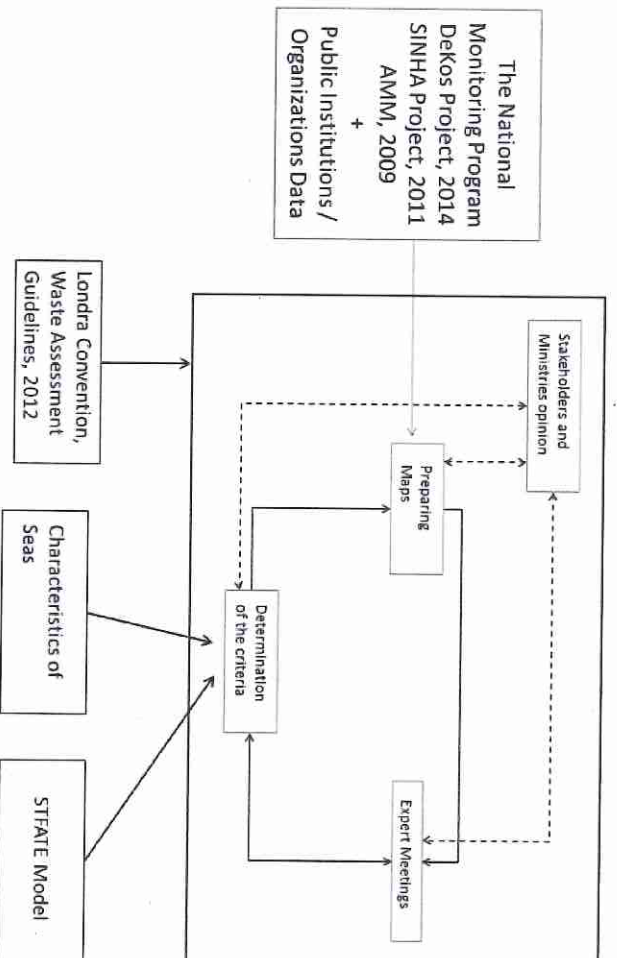 The National
Monitoring Program
DeKos Project, 2014
SINHA Project, 2011
AMM, 2009
+
Public Institutions /
Organizations Data
Stakeholders and
Ministries opinion
Preparing
Maps
Expert Meetings
Determination
of the criteria
Londra Convention,
Waste Assessment
Guidelines, 2012
Characteristics of
Seas
STFATE Model